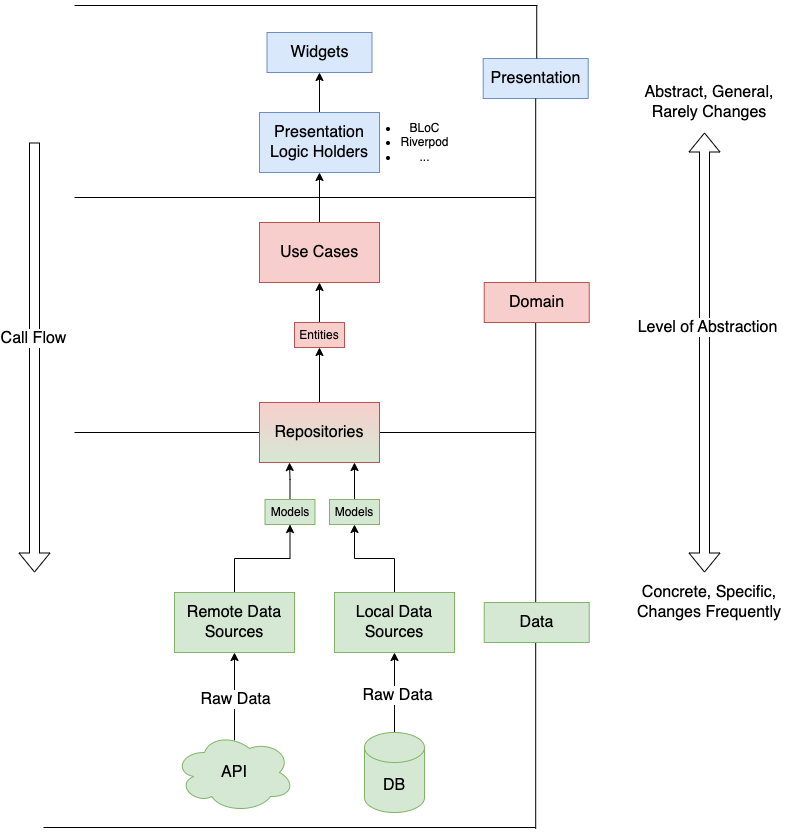 Widgets
Presentation
Abstract, General,
Rarely Changes
Presentation
Logic Holders
• BLoC
• Riverpod
• ...
Use Cases
Domain
Entities
Call Flow
Level of Abstraction
Repositories
Models
Models
Remote Data
Sources
Local Data
Sources
Data
Concrete, Specific,
Changes Frequently
Raw Data
Raw Data
API
DB